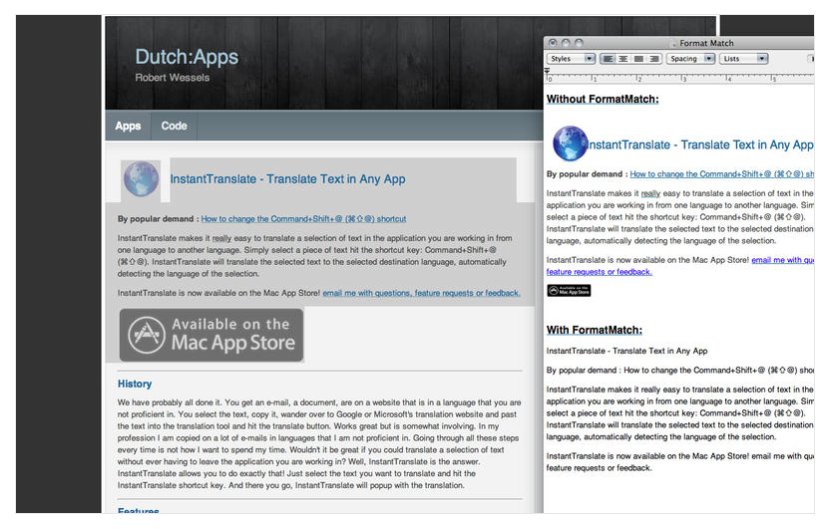 Dutch:Apps
Robert Wessels
Apps
Code
InstantTranslate - Translate Text in Any App
By popular demand : How to change the Command+Shift+@ (⌘⇧@) shortcut
InstantTranslate makes it really easy to translate a selection of text in the application you are working in from
one language to another language. Simply select a piece of text hit the shortcut key: Command+Shift+@
(⌘⇧@). InstantTranslate will translate the selected text to the selected destination language, automatically
detecting the language of the selection.
InstantTranslate is now available on the Mac App Store! email me with questions, feature requests or feedback.
Available on the
Mac App Store
History
We have probably all done it. You get an e-mail, a document, are on a website that is in a language that you are
not proficient in. You select the text, copy it, wander over to Google or Microsoft's translation website and past
the text into the translation tool and hit the translate button. Works great but is somewhat involving. In my
profession I am copied on a lot of e-mails in languages that I am not proficient in. Going through all these steps
every time is not how I want to spend my time. Wouldn't it be great if you could translate a selection of text
without ever having to leave the application you are working in? Well, InstantTranslate is the answer.
InstantTranslate allows you to do exactly that! Just select the text you want to translate and hit the
InstantTranslate shortcut key. And there you go, InstantTranslate will popup with the translation.
Features
Format Match
Styles
Spacing
Lists
0 1 2 3 4 5
Without FormatMatch:
InstantTranslate - Translate Text in Any App
By popular demand : How to change the Command+Shift+@ (⌘⇧@) sh
InstantTranslate makes it really easy to translate a selection of text in the
application you are working in from one language to another language. Sim
select a piece of text hit the shortcut key: Command+Shift+@ (⌘⇧@).
InstantTranslate will translate the selected text to the selected destination
language, automatically detecting the language of the selection.
InstantTranslate is now available on the Mac App Store! email me with qu
feature requests or feedback.
Available on the
Mac App Store
With FormatMatch:
InstantTranslate - Translate Text in Any App
By popular demand : How to change the Command+Shift+@ (⌘⇧@) sho
InstantTranslate makes it really easy to translate a selection of text in the
application you are working in from one language to another language. Sim
select a piece of text hit the shortcut key: Command+Shift+@ (⌘⇧@).
InstantTranslate will translate the selected text to the selected destination
language, automatically detecting the language of the selection.
InstantTranslate is now available on the Mac App Store! email me with qu
feature requests or feedback.